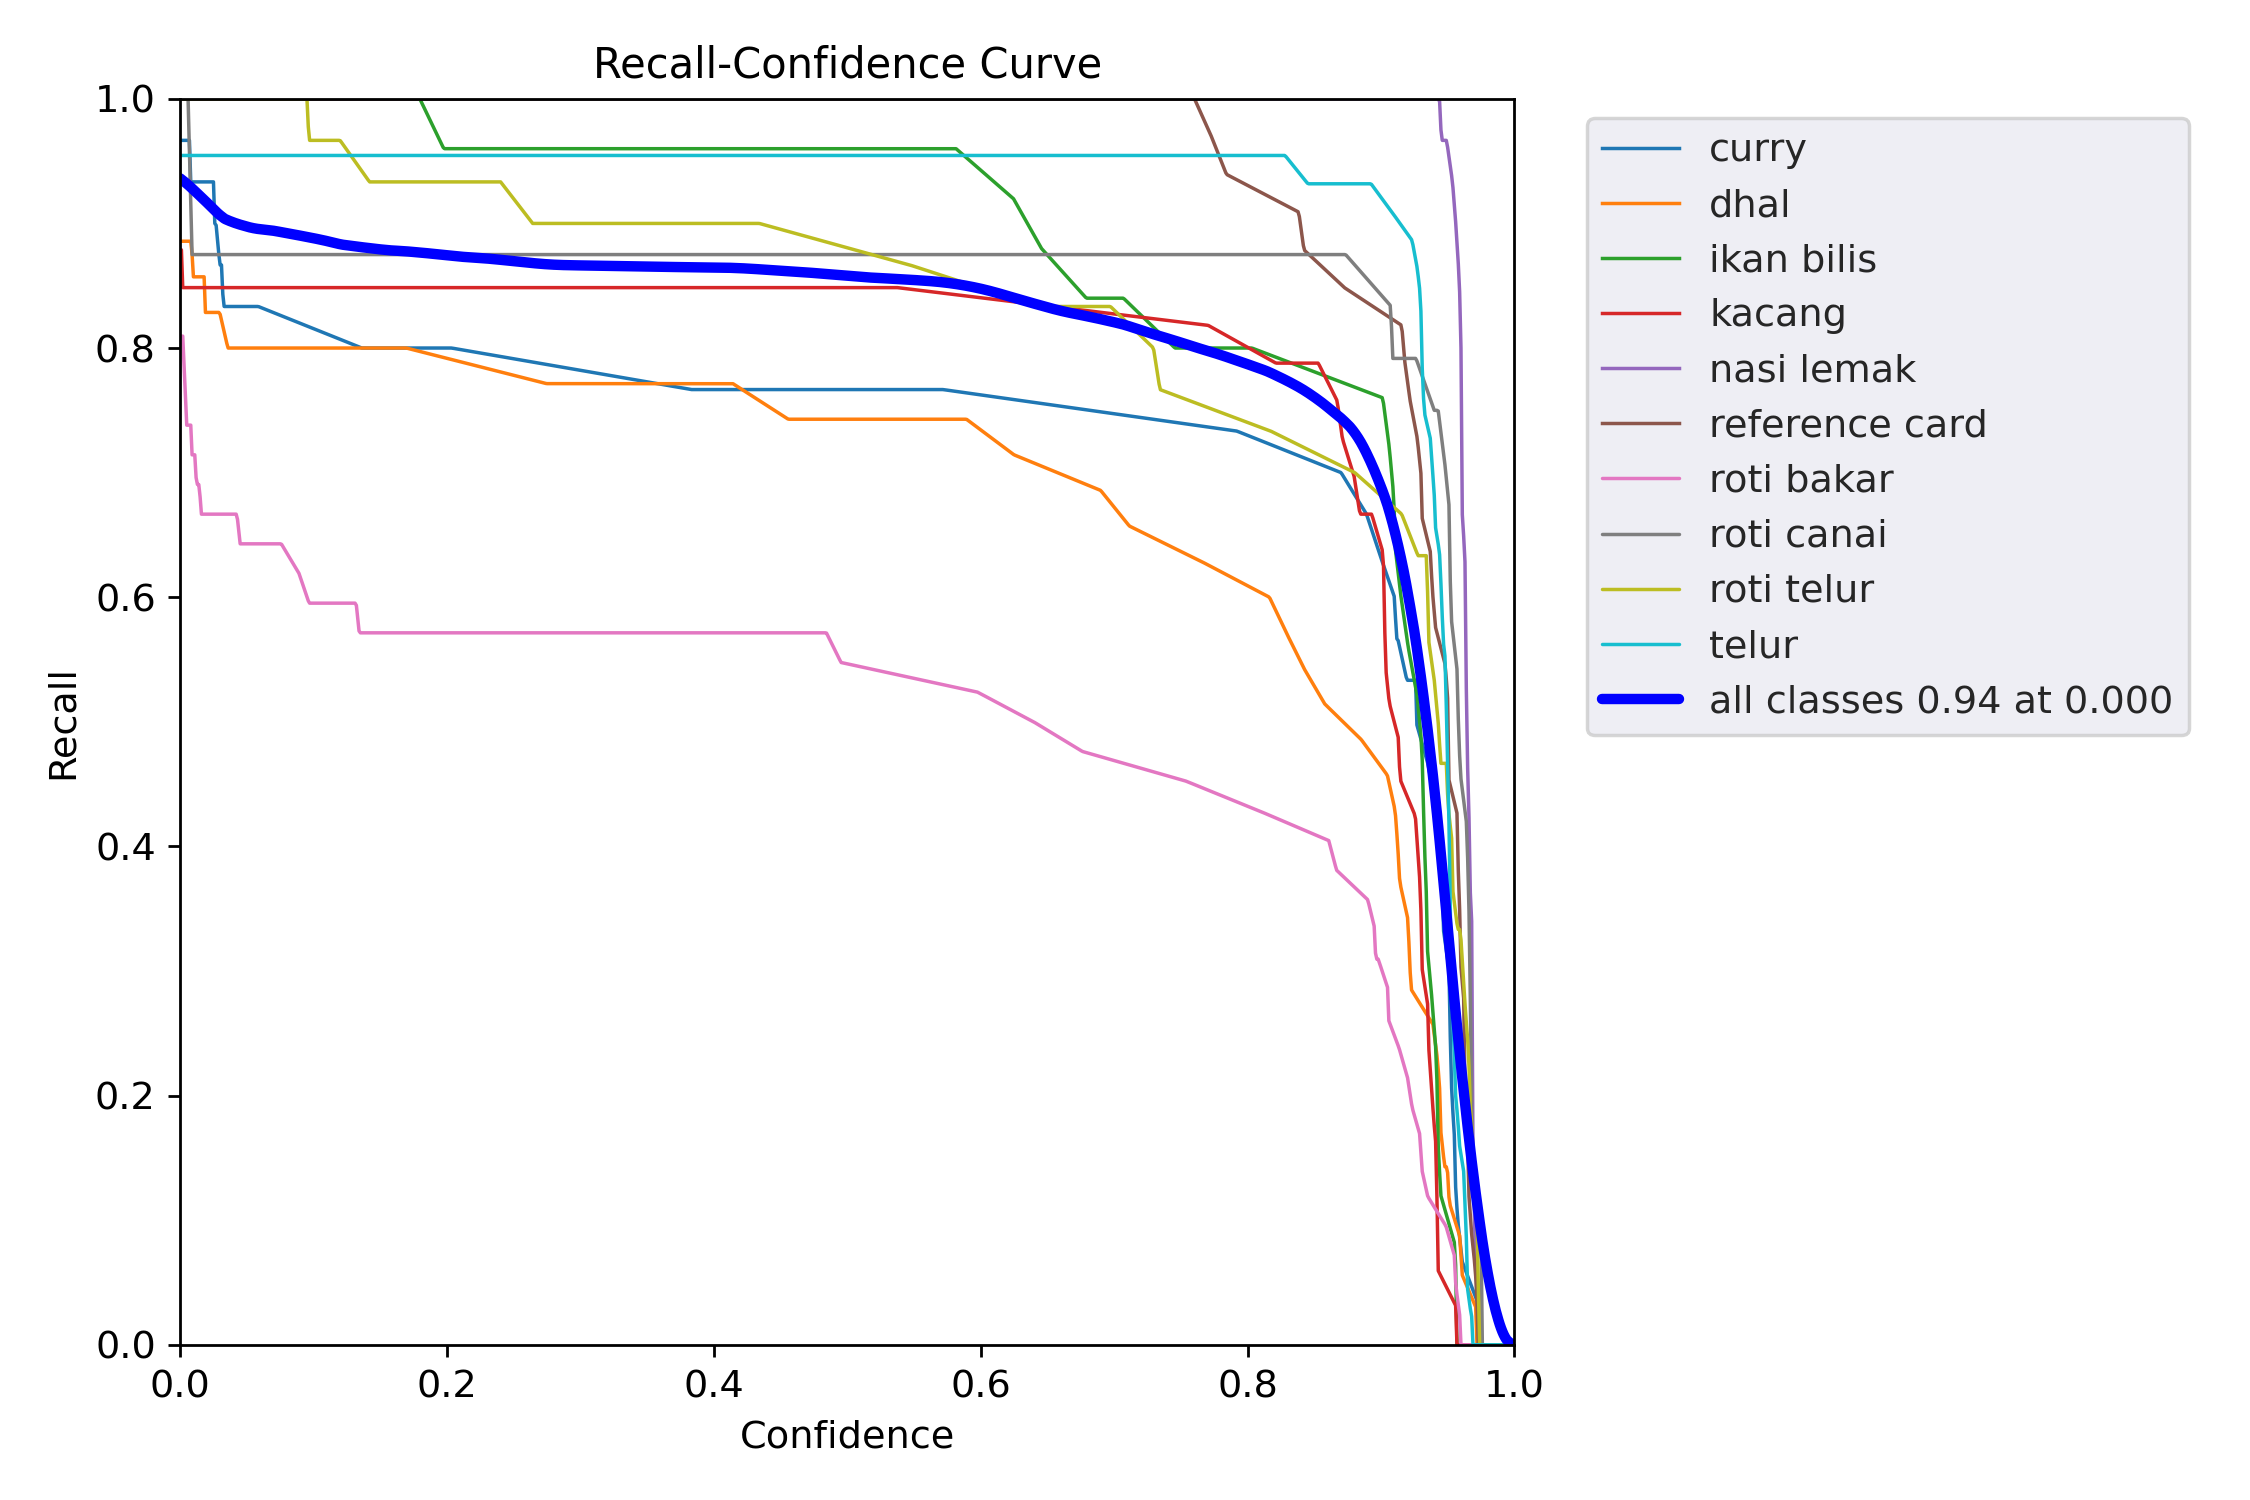 Recall-Confidence Curve
1.0
0.8
0.6
0.4
0.2
0.0
Recall
0.0 0.2 0.4 0.6 0.8 1.0
Confidence
curry
dhal
ikan bilis
kacang
nasi lemak
reference card
roti bakar
roti canai
roti telur
telur
all classes 0.94 at 0.000